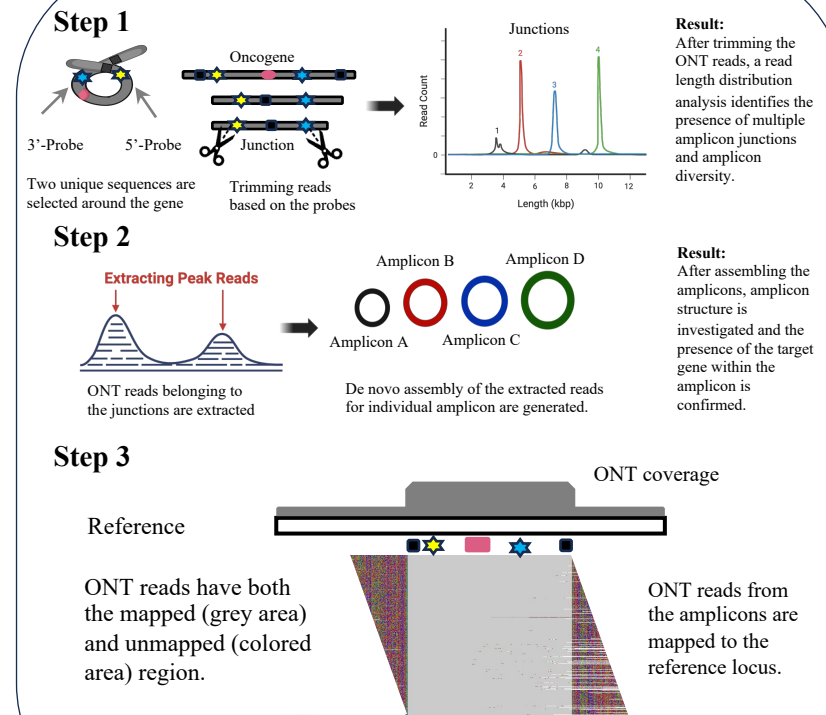 Step 1
Oncogene
3'-Probe
5'-Probe
Junction
Two unique sequences are
selected around the gene
Trimming reads
based on the probes
Junctions
Read Count
0
1
2
3
4
2
4
6
8
10
12
Length (kbp)
Result:
After trimming the
ONT reads, a read
length distribution
analysis identifies the
presence of multiple
amplicon junctions
and amplicon
diversity.
Step 2
Extracting Peak Reads
ONT reads belonging to
the junctions are extracted
Amplicon B
Amplicon D
Amplicon A
Amplicon C
De novo assembly of the extracted reads
for individual amplicon are generated.
Result:
After assembling the
amplicons, amplicon
structure is
investigated and the
presence of the target
gene within the
amplicon is
confirmed.
Step 3
ONT coverage
Reference
ONT reads have both
the mapped (grey area)
and unmapped (colored
area) region.
ONT reads from
the amplicons are
mapped to the
reference locus.